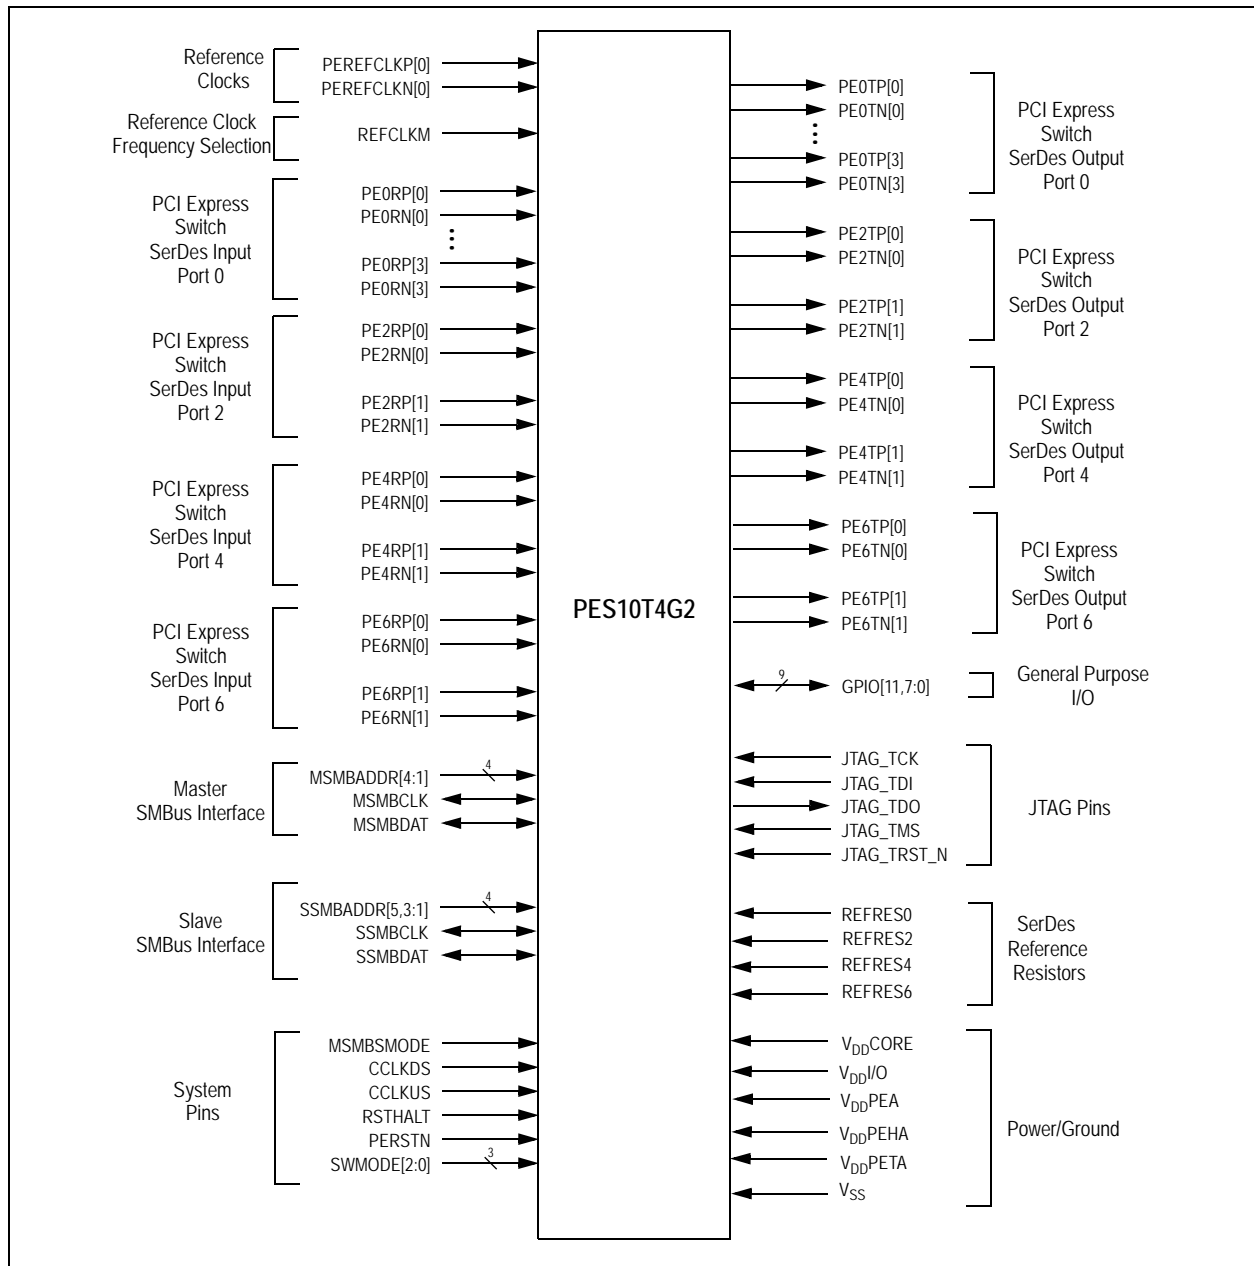 Reference
Clocks
PEREFCLKP[0]
PEREFCLKN[0]
Reference Clock
Frequency Selection
REFCLKM
PCI Express
Switch
SerDes Input
Port 0
PE0RP[0]
PE0RN[0]
PE0RP[3]
PE0RN[3]
PCI Express
Switch
SerDes Input
Port 2
PE2RP[0]
PE2RN[0]
PE2RP[1]
PE2RN[1]
PCI Express
Switch
SerDes Input
Port 4
PE4RP[0]
PE4RN[0]
PE4RP[1]
PE4RN[1]
PCI Express
Switch
SerDes Input
Port 6
PE6RP[0]
PE6RN[0]
PE6RP[1]
PE6RN[1]
Master
SMBus Interface
MSMBADDR[4:1]
4
MSMBCLK
MSMBDAT
Slave
SMBus Interface
SSMBADDR[5,3:1]
4
SSMBCLK
SSMBDAT
System
Pins
MSMBSMODE
CCLKDS
CCLKUS
RSTHALT
PERSTN
SWMODE[2:0]
3
PES10T4G2
PE0TP[0]
PE0TN[0]
PE0TP[3]
PE0TN[3]
PCI Express
Switch
SerDes Output
Port 0
PE2TP[0]
PE2TN[0]
PE2TP[1]
PE2TN[1]
PCI Express
Switch
SerDes Output
Port 2
PE4TP[0]
PE4TN[0]
PE4TP[1]
PE4TN[1]
PCI Express
Switch
SerDes Output
Port 4
PE6TP[0]
PE6TN[0]
PE6TP[1]
PE6TN[1]
PCI Express
Switch
SerDes Output
Port 6
9
GPIO[11,7:0]
General Purpose
I/O
JTAG_TCK
JTAG_TDI
JTAG_TDO
JTAG_TMS
JTAG_TRST_N
JTAG Pins
REFRES0
REFRES2
REFRES4
REFRES6
SerDes
Reference
Resistors
VDDCORE
VDDI/O
VDDPEA
VDDPEHA
VDDPETA
VSS
Power/Ground